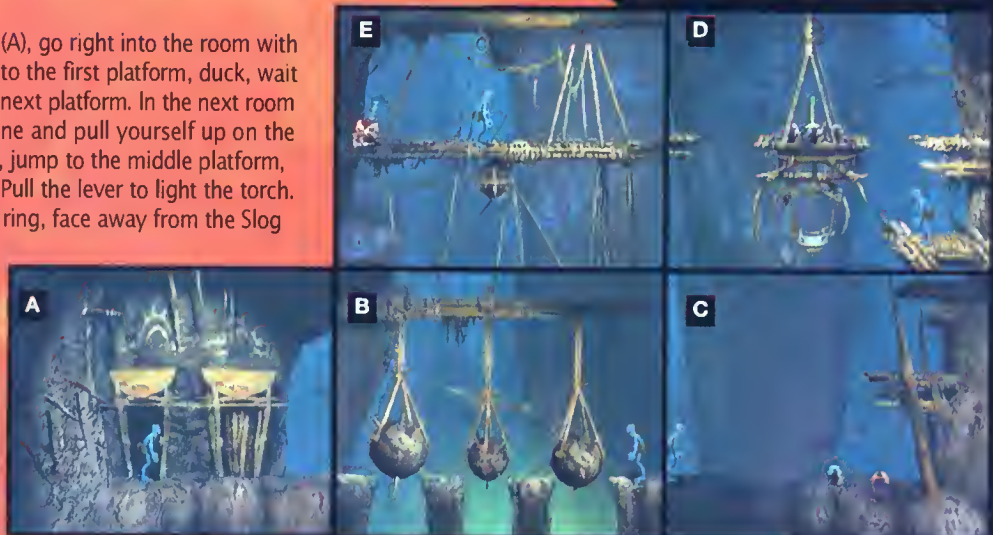 (A), go right into the room with
to the first platform, duck, wait
next platform. In the next room
ne and pull yourself up on the
, jump to the middle platform,
Pull the lever to light the torch.
ring, face away from the Slog
E
D
A
B
C